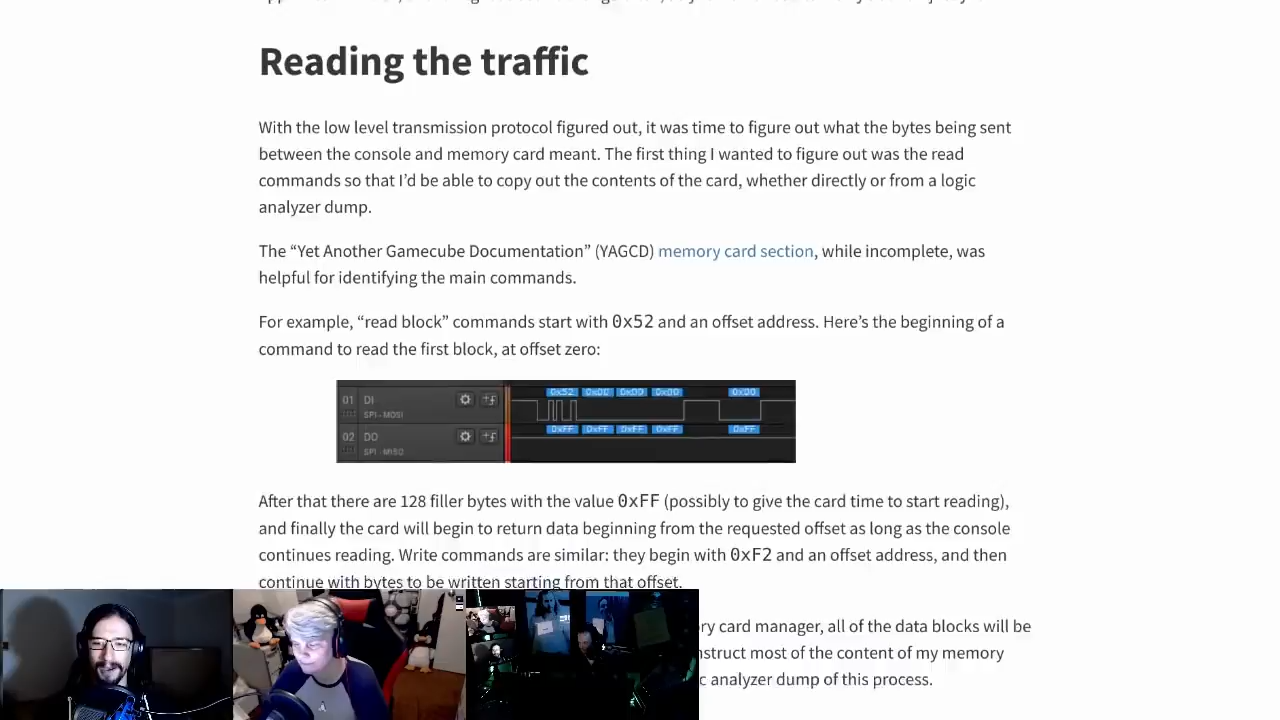 Reading the traffic
With the low level transmission protocol figured out, it was time to figure out what the bytes being sent
between the console and memory card meant. The first thing I wanted to figure out was the read
commands so that I’d be able to copy out the contents of the card, whether directly or from a logic
analyzer dump.
The “Yet Another Gamecube Documentation” (YAGCD) memory card section, while incomplete, was
helpful for identifying the main commands.
For example, “read block” commands start with 0x52 and an offset address. Here’s the beginning of a
command to read the first block, at offset zero:
0x52 0x00 0x00 0x00 0x00
01 DI
SPI - MOSI
0xFF 0xFF 0xFF 0xFF 0xFF
02 DO
SPI - MISO
After that there are 128 filler bytes with the value 0xFF (possibly to give the card time to start reading),
and finally the card will begin to return data beginning from the requested offset as long as the console
continues reading. Write commands are similar: they begin with 0xF2 and an offset address, and then
continue with bytes to be written starting from that offset.
ry card manager, all of the data blocks will be
nstruct most of the content of my memory
c analyzer dump of this process.